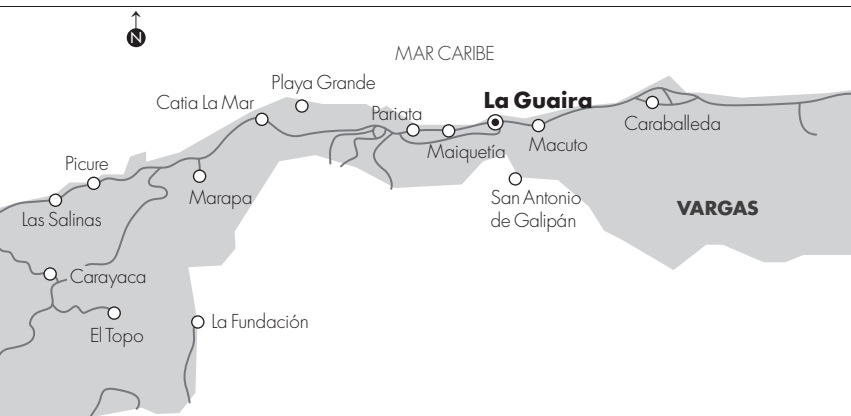 N
MAR CARIBE
Playa Grande
Catia La Mar
La Guaira
Pariata
Caraballeda
Maiquetía
Macuto
Picure
Marapa
San Antonio
de Galipán
VARGAS
Las Salinas
Carayaca
La Fundación
El Topo